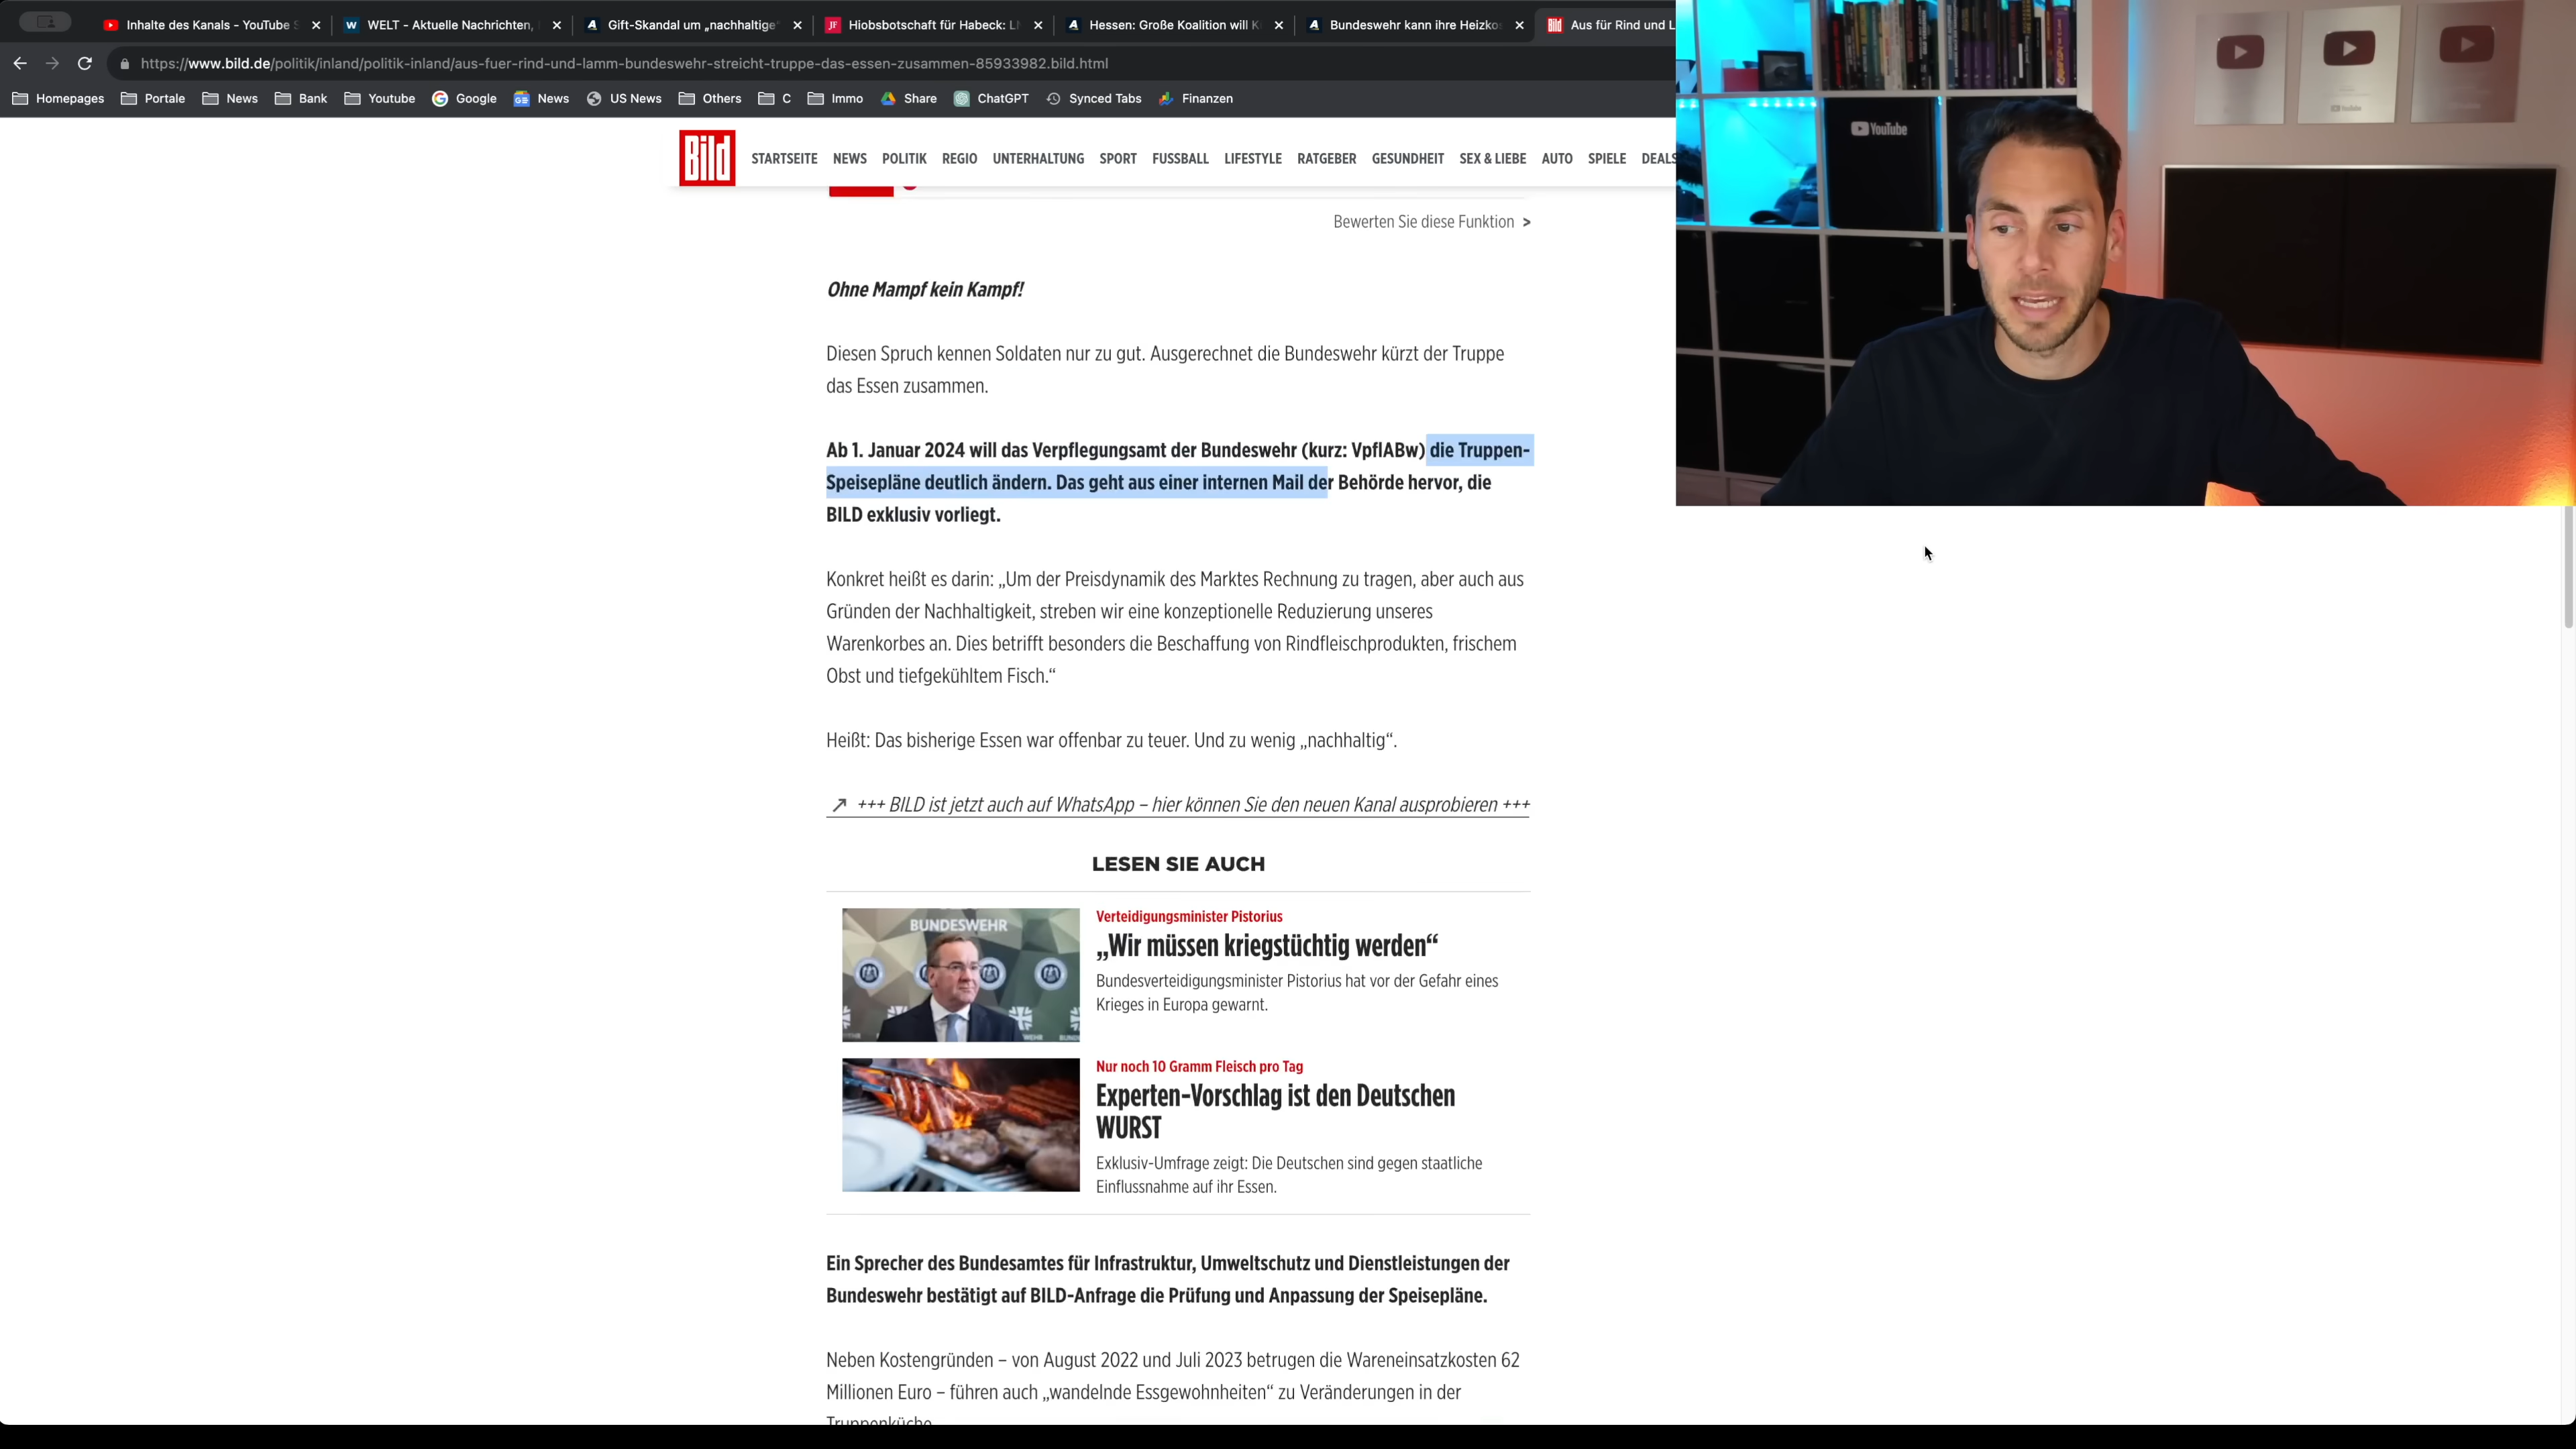 Inhalte des Kanals - YouTube S
WELT - Aktuelle Nachrichten,
Gift-Skandal um „nachhaltige"
Hiobsbotschaft für Habeck: LN
Hessen: Große Koalition will K
Bundeswehr kann ihre Heizkos
Aus für Rind und L
https://www.bild.de/politik/inland/politik-inland/aus-fuer-rind-und-lamm-bundeswehr-streicht-truppe-das-essen-zusammen-85933982.bild.html
Homepages Portale News Bank Youtube Google News US News Others C Immo Share ChatGPT Synced Tabs Finanzen
Bild
STARTSEITE NEWS POLITIK REGIO UNTERHALTUNG SPORT FUSSBALL LIFESTYLE RATGEBER GESUNDHEIT SEX & LIEBE AUTO SPIELE DEALS
YouTube
Bewerten Sie diese Funktion >
Ohne Mampf kein Kampf!
Diesen Spruch kennen Soldaten nur zu gut. Ausgerechnet die Bundeswehr kürzt der Truppe
das Essen zusammen.
Ab 1. Januar 2024 will das Verpflegungsamt der Bundeswehr (kurz: VpflABw) die Truppen-
Speisepläne deutlich ändern. Das geht aus einer internen Mail der Behörde hervor, die
BILD exklusiv vorliegt.
Konkret heißt es darin: „Um der Preisdynamik des Marktes Rechnung zu tragen, aber auch aus
Gründen der Nachhaltigkeit, streben wir eine konzeptionelle Reduzierung unseres
Warenkorbes an. Dies betrifft besonders die Beschaffung von Rindfleischprodukten, frischem
Obst und tiefgekühltem Fisch.“
Heißt: Das bisherige Essen war offenbar zu teuer. Und zu wenig „nachhaltig“.
+++ BILD ist jetzt auch auf WhatsApp – hier können Sie den neuen Kanal ausprobieren +++
LESEN SIE AUCH
BUNDESWEHR
Verteidigungsminister Pistorius
„Wir müssen kriegstüchtig werden“
Bundesverteidigungsminister Pistorius hat vor der Gefahr eines
Krieges in Europa gewarnt.
Nur noch 10 Gramm Fleisch pro Tag
Experten-Vorschlag ist den Deutschen
WURST
Exklusiv-Umfrage zeigt: Die Deutschen sind gegen staatliche
Einflussnahme auf ihr Essen.
Ein Sprecher des Bundesamtes für Infrastruktur, Umweltschutz und Dienstleistungen der
Bundeswehr bestätigt auf BILD-Anfrage die Prüfung und Anpassung der Speisepläne.
Neben Kostengründen – von August 2022 und Juli 2023 betrugen die Wareneinsatzkosten 62
Millionen Euro – führen auch „wandelnde Essgewohnheiten“ zu Veränderungen in der
Truppenküche